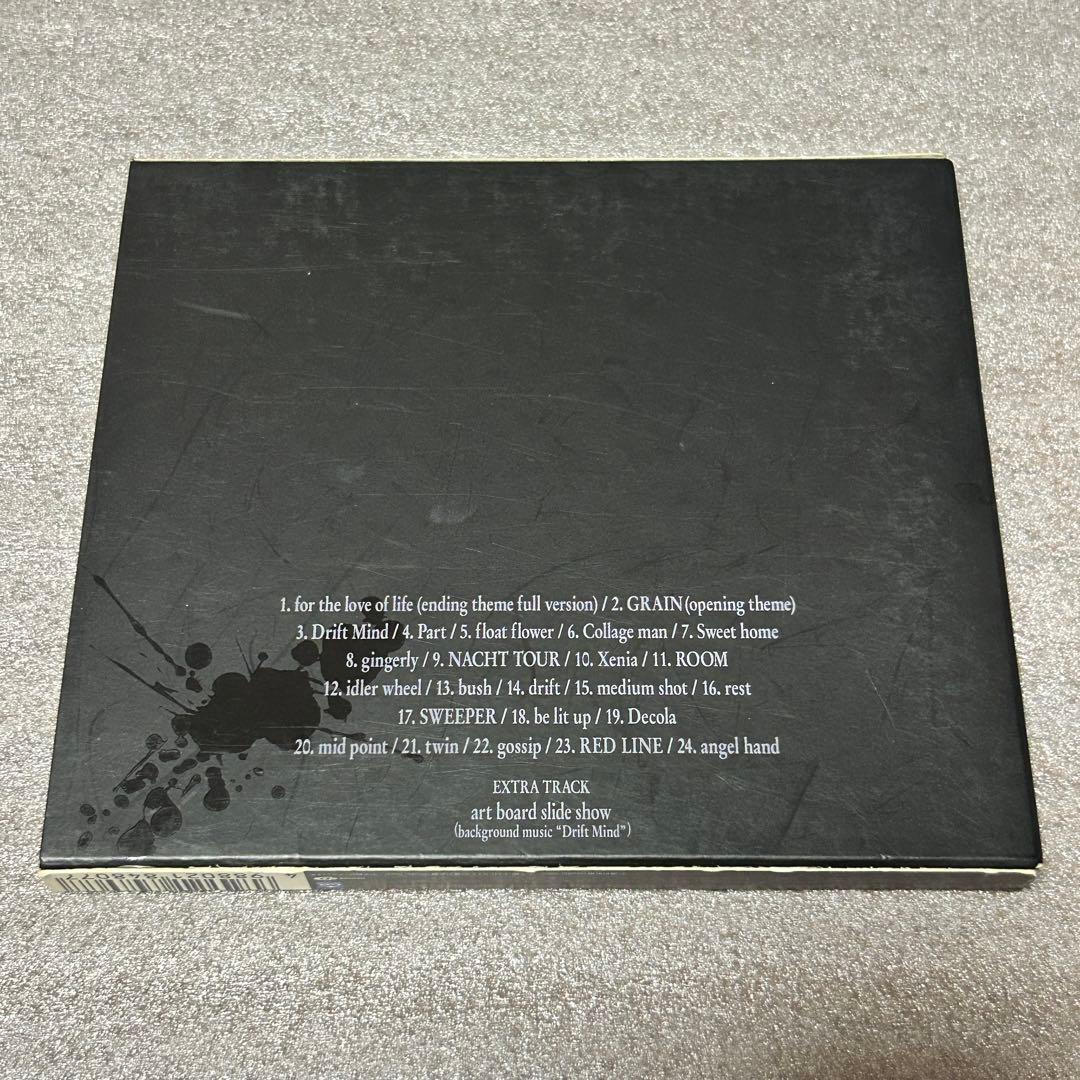 1. for the love of life (ending theme full version) / 2. GRAIN(opening theme)
3. Drift Mind / 4. Part / 5. float flower / 6. Collage man / 7. Sweet home
8. gingerly / 9. NACHT TOUR / 10. Xenia / 11. ROOM
12. idler wheel / 13. bush / 14. drift / 15. medium shot / 16. rest
17. SWEEPER / 18. be lit up / 19. Decola
20. mid point / 21. twin / 22. gossip / 23. RED LINE / 24. angel hand
EXTRA TRACK
art board slide show
(background music “Drift Mind”)